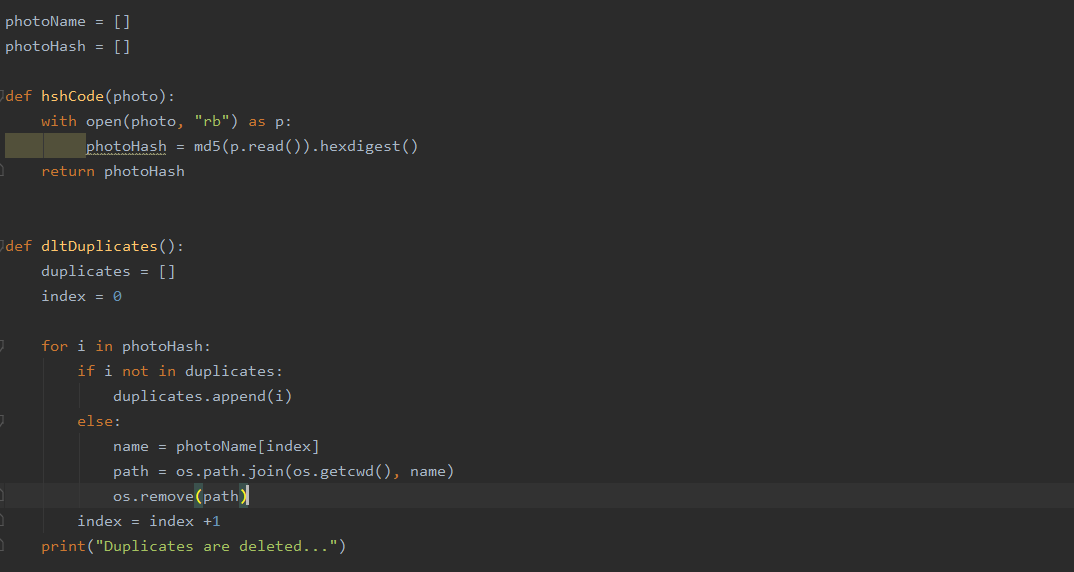 photoName = []
photoHash = []
def hshCode(photo):
    with open(photo, "rb") as p:
        photoHash = md5(p.read()).hexdigest()
    return photoHash
def dltDuplicates():
    duplicates = []
    index = 0
    for i in photoHash:
        if i not in duplicates:
            duplicates.append(i)
        else:
            name = photoName[index]
            path = os.path.join(os.getcwd(), name)
            os.remove(path)
        index = index +1
    print("Duplicates are deleted...")